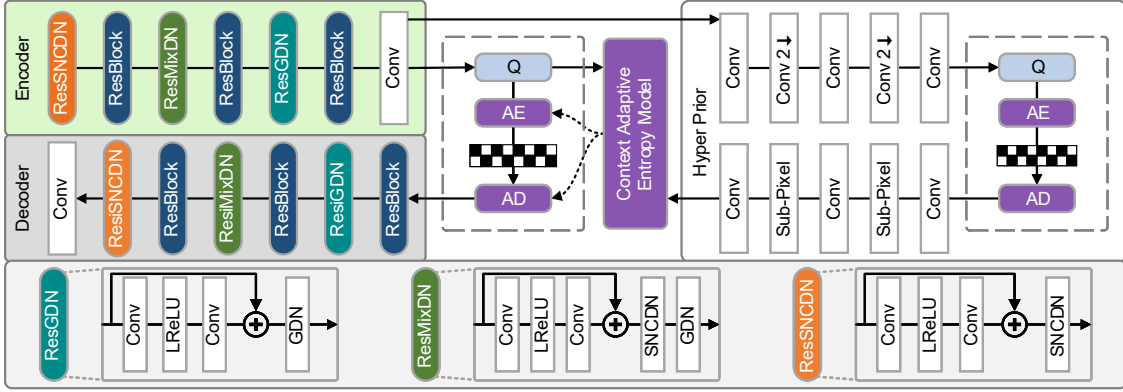 Encoder
ResSNCDN
ResBlock
ResMixDN
ResBlock
ResGDN
ResBlock
Conv
Q
AE
AD
Context Adaptive
Entropy Model
Hyper Prior
Conv
Conv 2↓
Conv
Conv 2↓
Conv
Q
AE
AD
Decoder
Conv
ResiSNCDN
ResBlock
ResiMixDN
ResBlock
ResiGDN
ResBlock
Conv
Sub-Pixel
Conv
Sub-Pixel
Conv
ResGDN
Conv
LReLU
Conv
GDN
ResMixDN
Conv
LReLU
Conv
SNCDN
GDN
ResSNCDN
Conv
LReLU
Conv
SNCDN